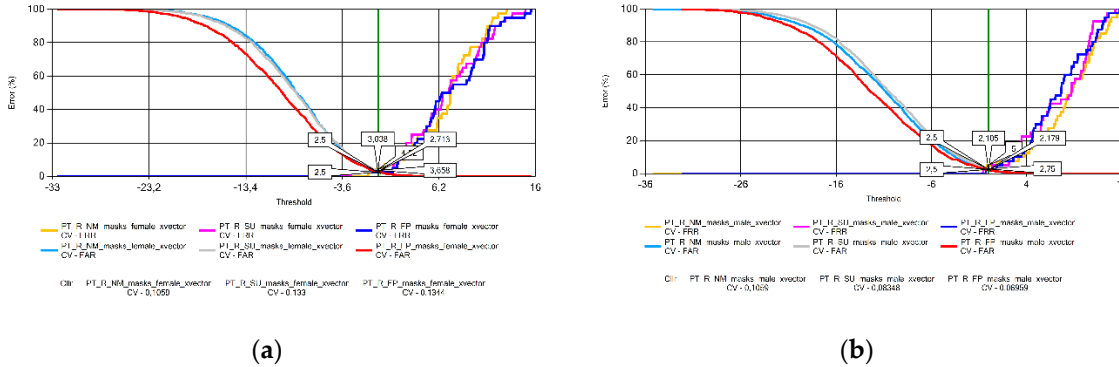 100
80
60
40
20
0
Error (%)
2.5
3,038
2,713
2.5
3,658
-33
-23,2
-13,4
-3,6
6,2
16
Threshold
PT_R_NM_masks_female_xvector
CV - FRR
PT_R_SU_masks_female_xvector
CV - FRR
PT_R_FP_masks_female_xvector
CV - FRR
PT_R_NM_masks_female_xvector
CV - FAR
PT_R_SU_masks_female_xvector
CV - FAR
PT_R_FP_masks_female_xvector
CV - FAR
Cllr
PT_R_NM_masks_female_xvector
PT_R_SU_masks_female_xvector
CV - 0,133
PT_R_FP_masks_female_xvector
CV - 0,1344
(a)
100
80
60
40
20
0
Error (%)
2.5
2,105
2,179
5
2,5
2,75
-36
-26
-16
-6
4
Threshold
PT_R_NM_masks_male_xvector
CV - FRR
PT_R_SU_masks_male_xvector
CV - FRR
PT_R_FP_masks_male_xvector
CV - FRR
PT_R_NM_masks_male_xvector
CV - FAR
PT_R_SU_masks_male_xvector
CV - FAR
PT_R_FP_masks_male_xvector
CV - FAR
Cllr
PT_R_NM_masks_male_xvector
CV - 0,1059
PT_R_SU_masks_male_xvector
CV - 0,08348
PT_R_FP_masks_male_xvector
CV - 0,06959
(b)